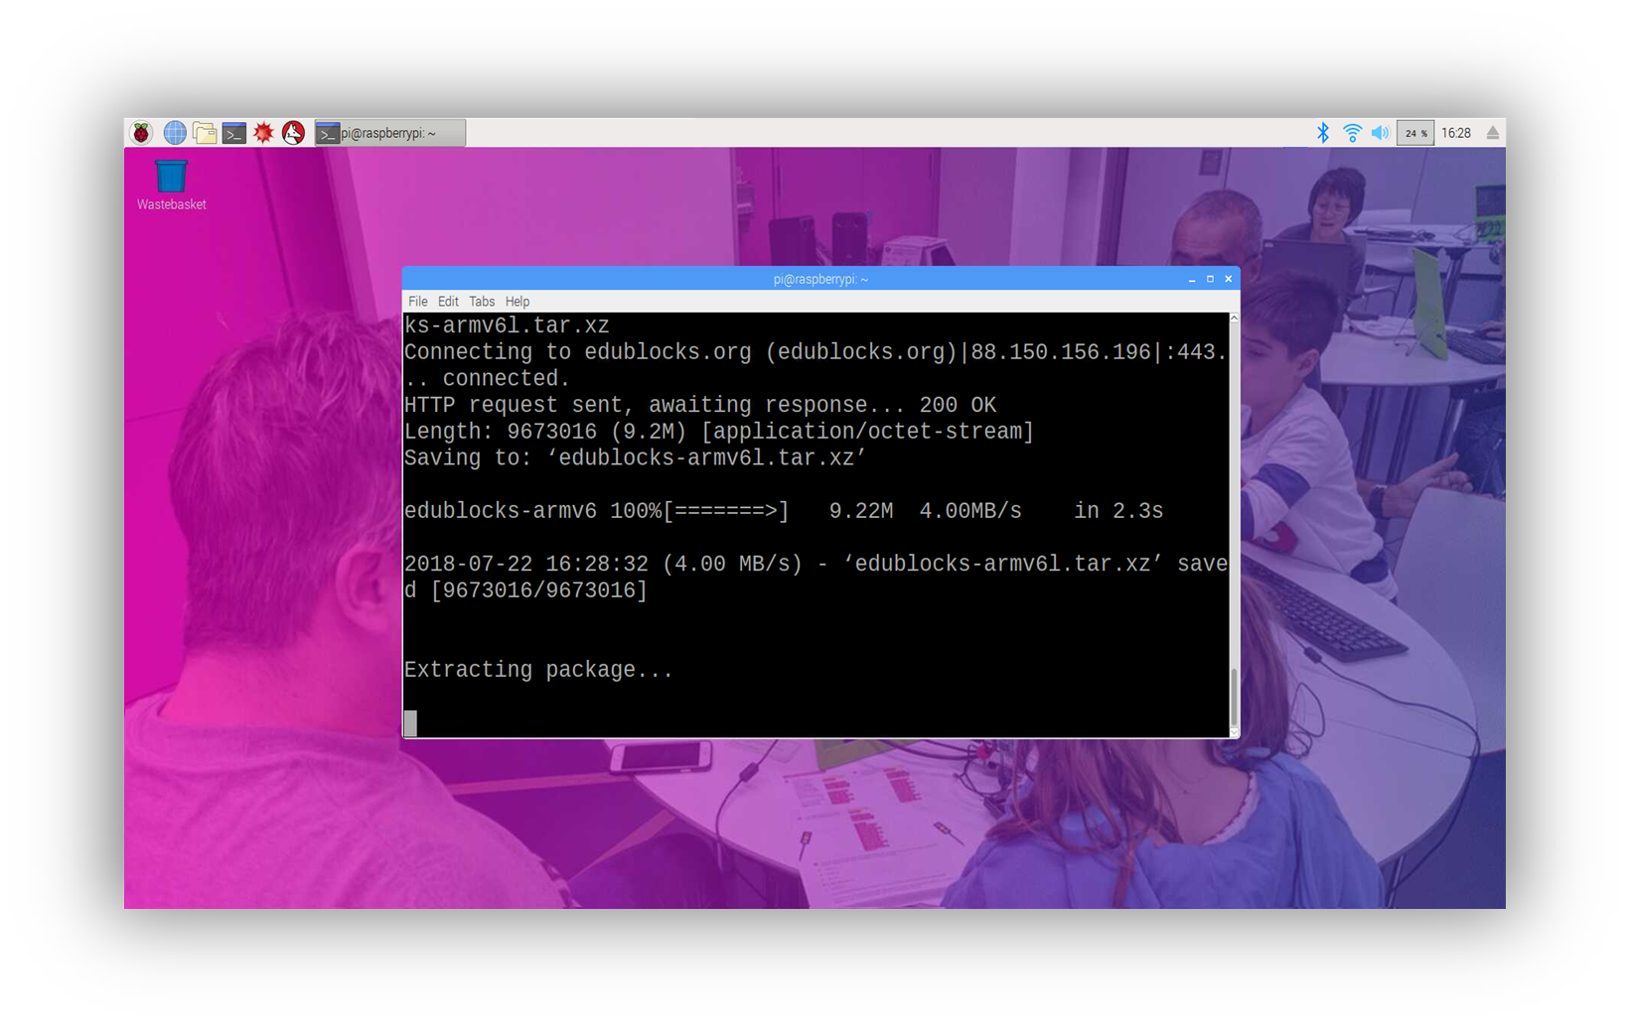 pi@raspberrypi: ~
24 %
16:28
Wastebasket
pi@raspberrypi: ~
File Edit Tabs Help
ks-armv6l.tar.xz
Connecting to edublocks.org (edublocks.org)|88.150.156.196|:443.
.. connected.
HTTP request sent, awaiting response... 200 OK
Length: 9673016 (9.2M) [application/octet-stream]
Saving to: ‘edublocks-armv6l.tar.xz’
edublocks-armv6 100%[=======>] 9.22M 4.00MB/s in 2.3s
2018-07-22 16:28:32 (4.00 MB/s) - ‘edublocks-armv6l.tar.xz’ save
d [9673016/9673016]
Extracting package...